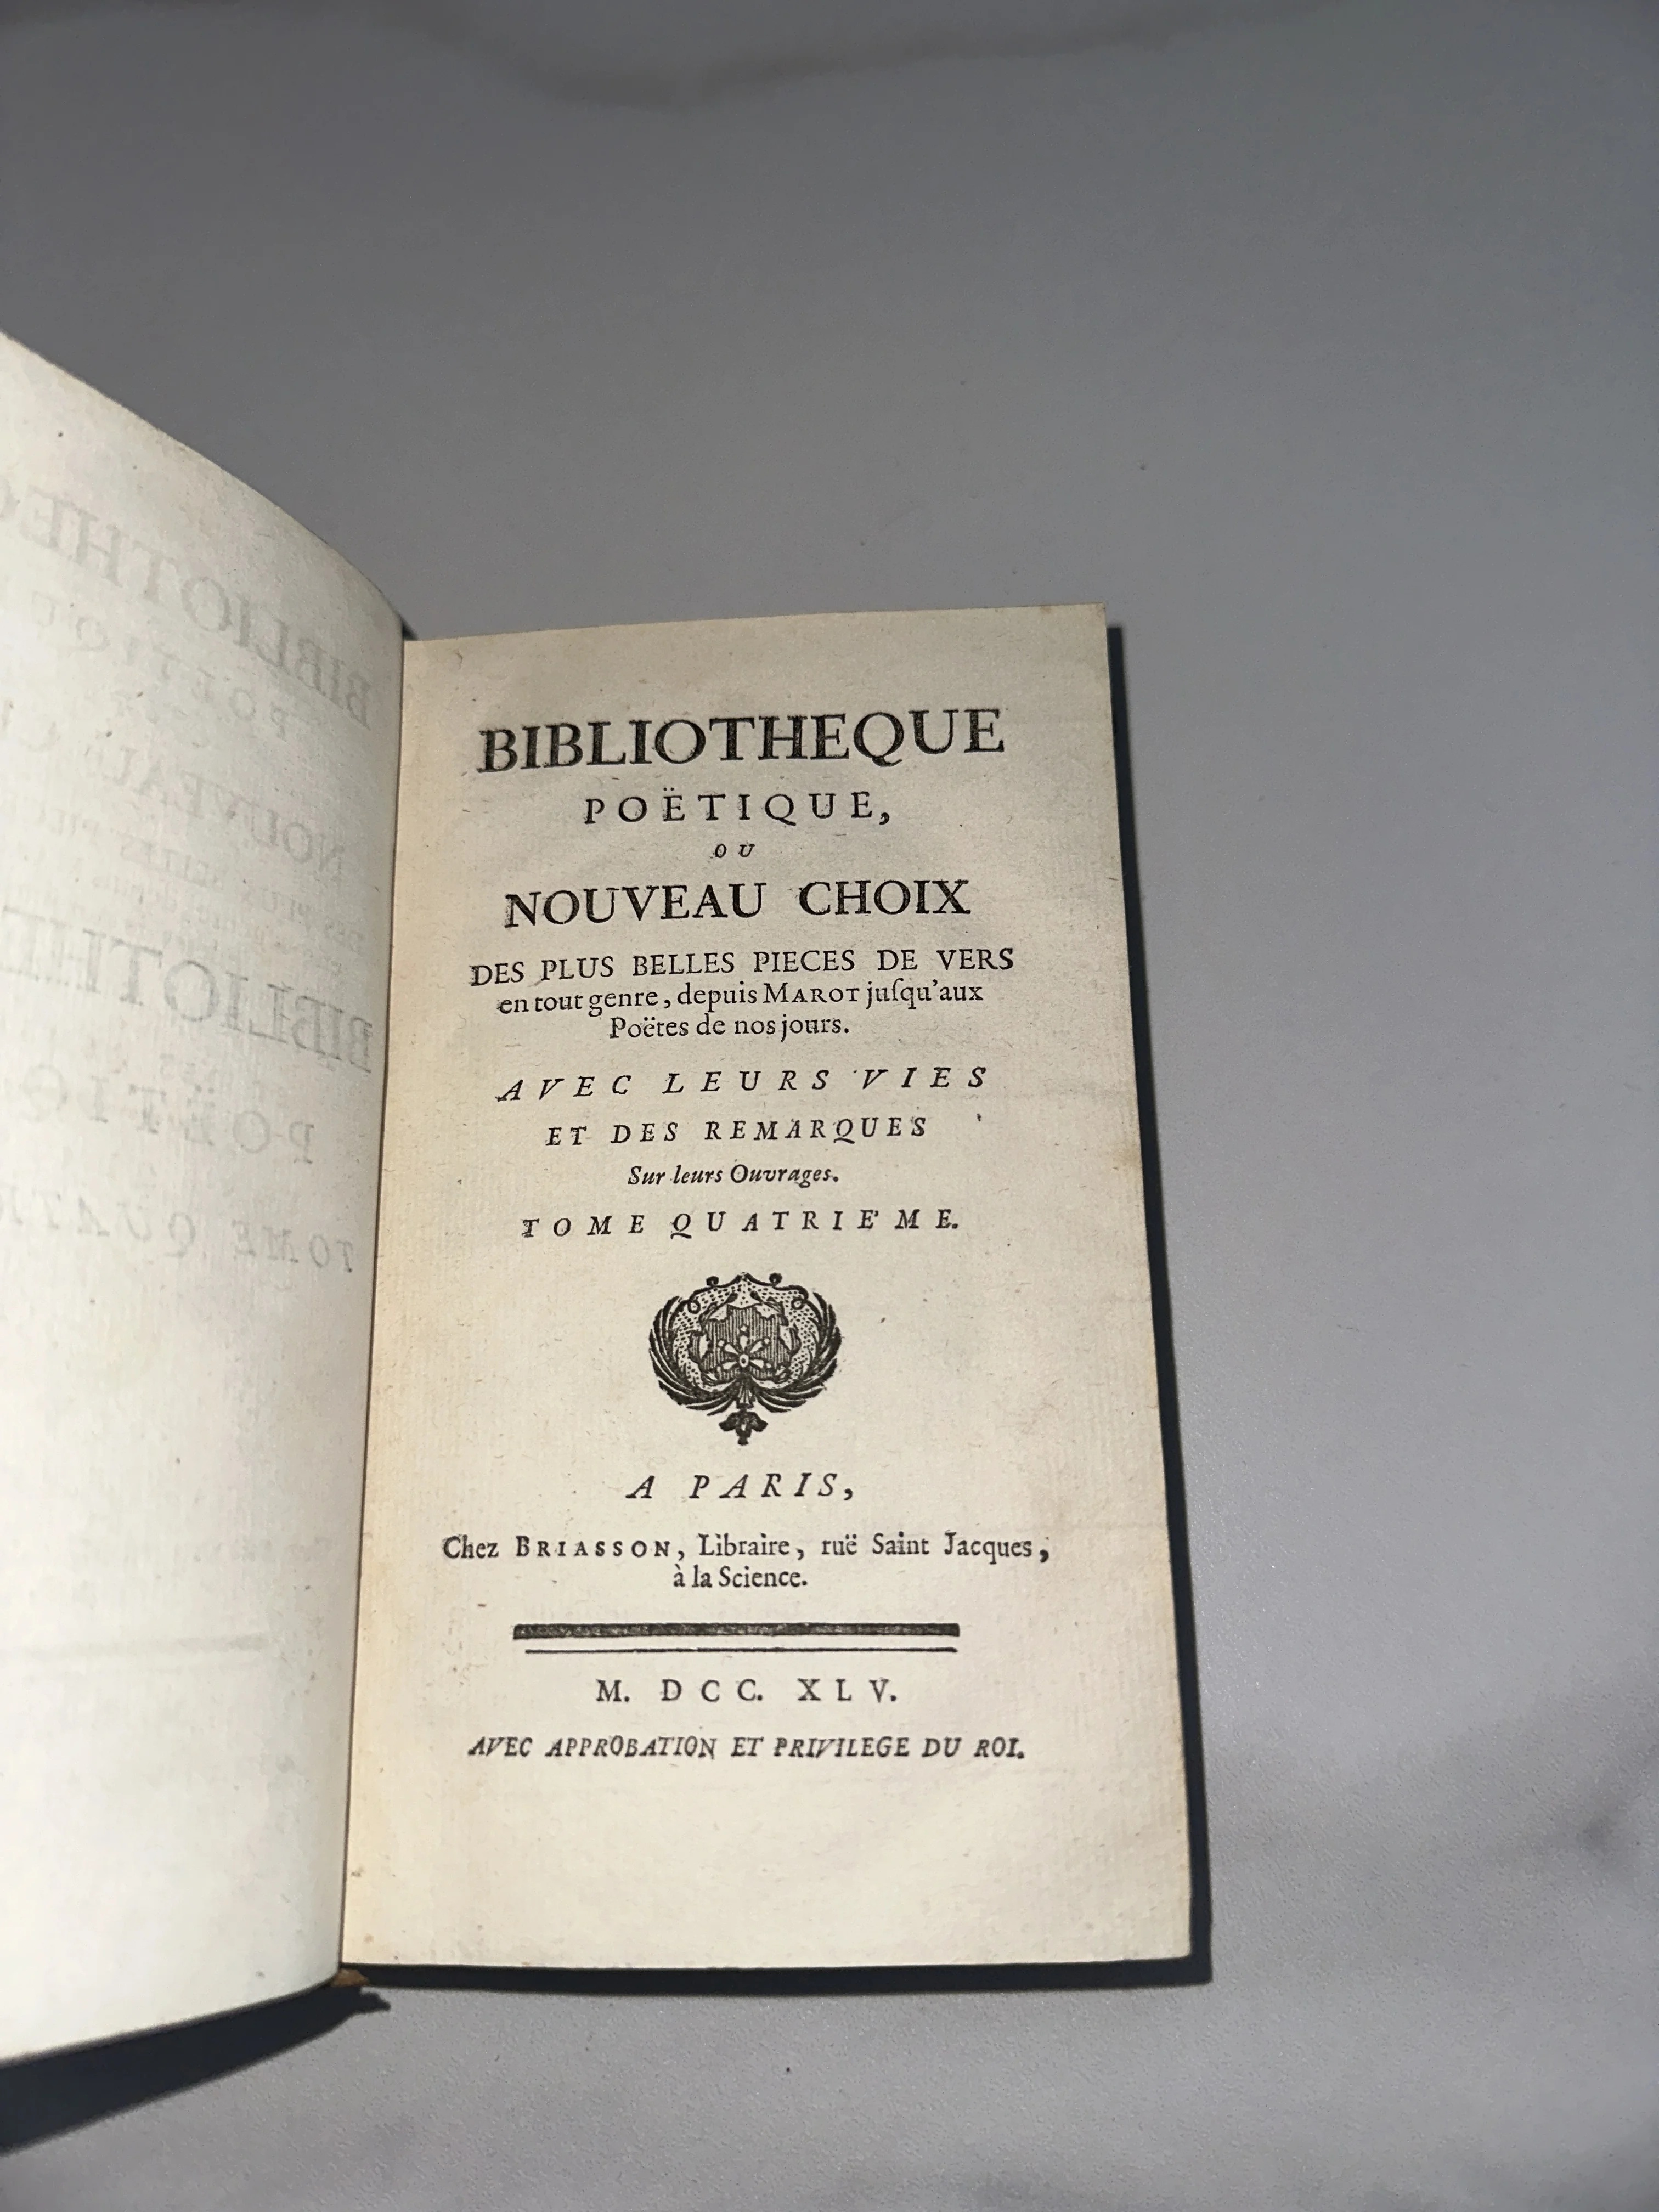 BIBLIOTHEQUE
POËTIQUE,
OU
NOUVEAU CHOIX
DES PLUS BELLES PIECES DE VERS
en tout genre, depuis MAROT juſqu'aux
Poëtes de nos jours.
AVEC LEURS VIES
ET DES REMARQUES
Sur leurs Ouvrages.
TOME QUATRIE'ME.
A PARIS,
Chez BRIASSON, Libraire, ruë Saint Jacques,
à la Science.
M. DCC. XLV.
AVEC APPROBATION ET PRIVILEGE DU ROI.